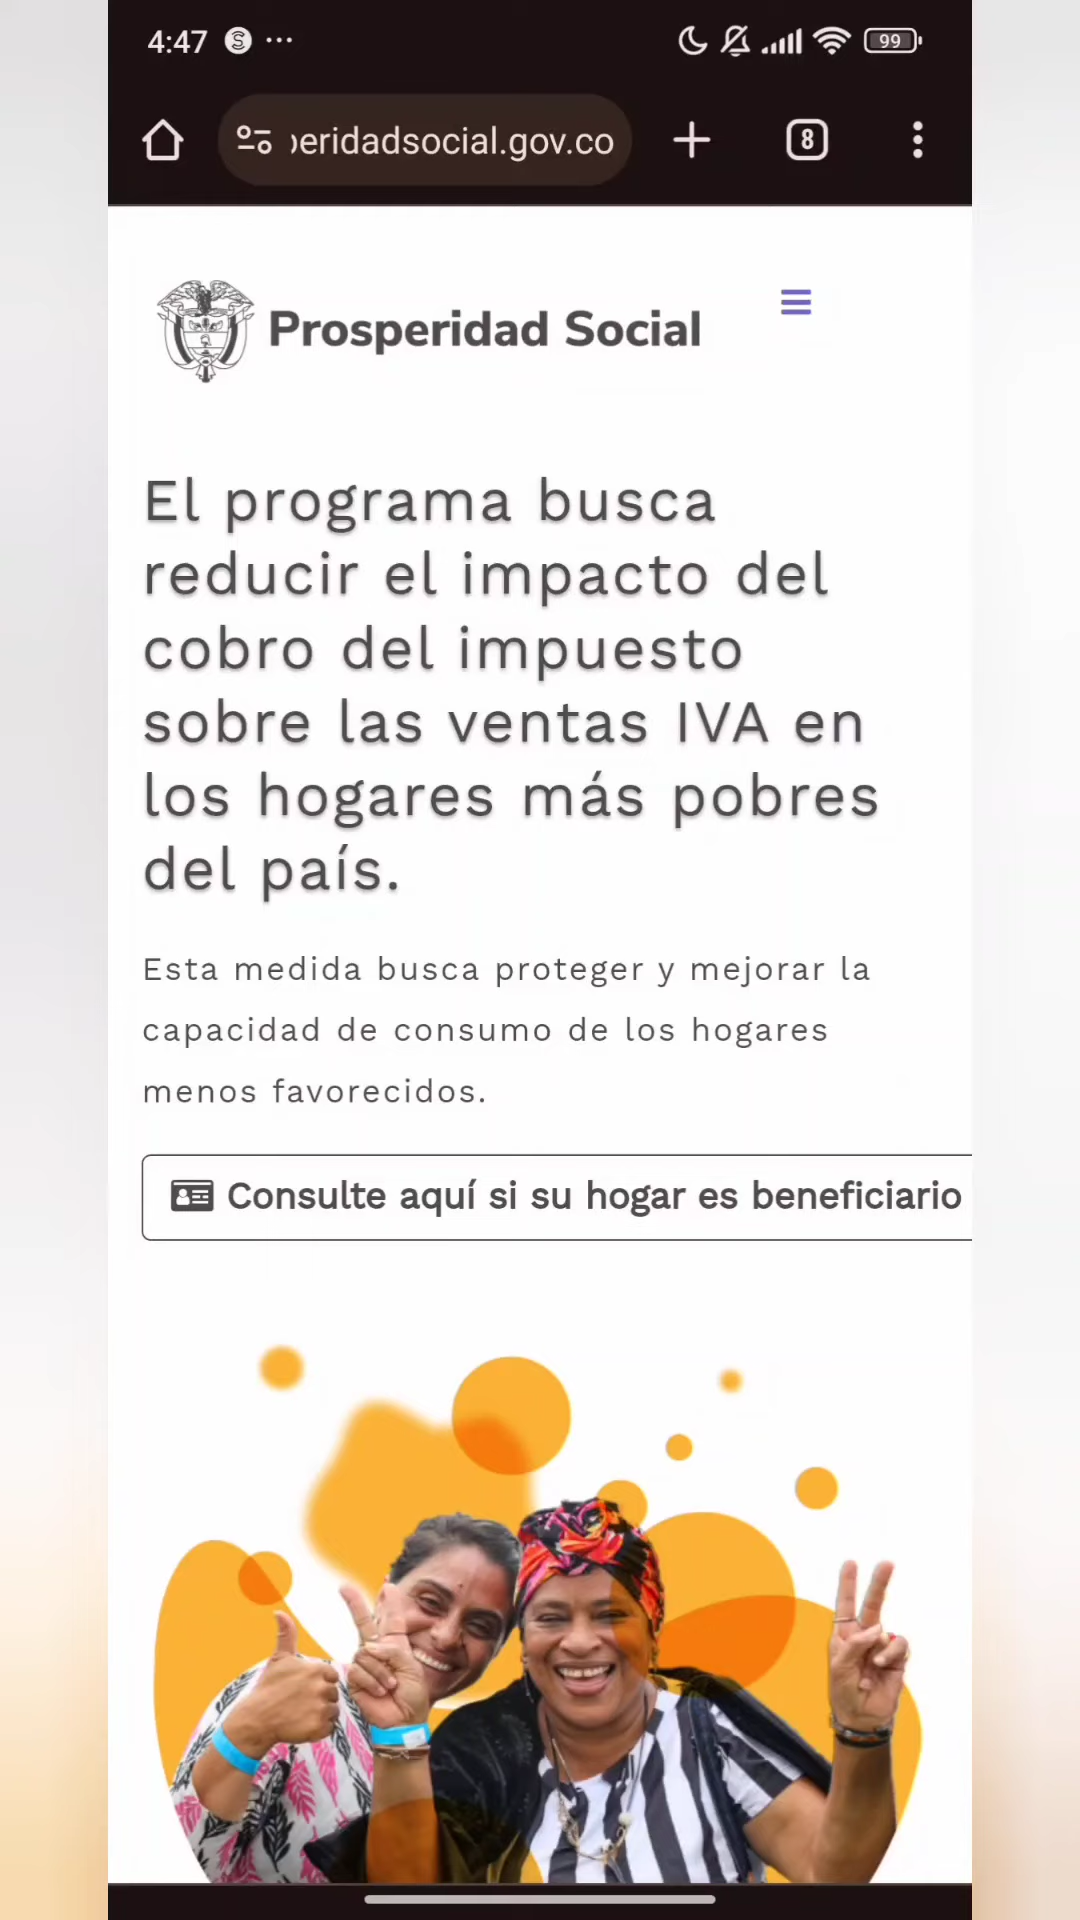 4:47
99
peridadsocial.gov.co
8
Prosperidad Social
El programa busca
reducir el impacto del
cobro del impuesto
sobre las ventas IVA en
los hogares más pobres
del país.
Esta medida busca proteger y mejorar la
capacidad de consumo de los hogares
menos favorecidos.
Consulte aquí si su hogar es beneficiario